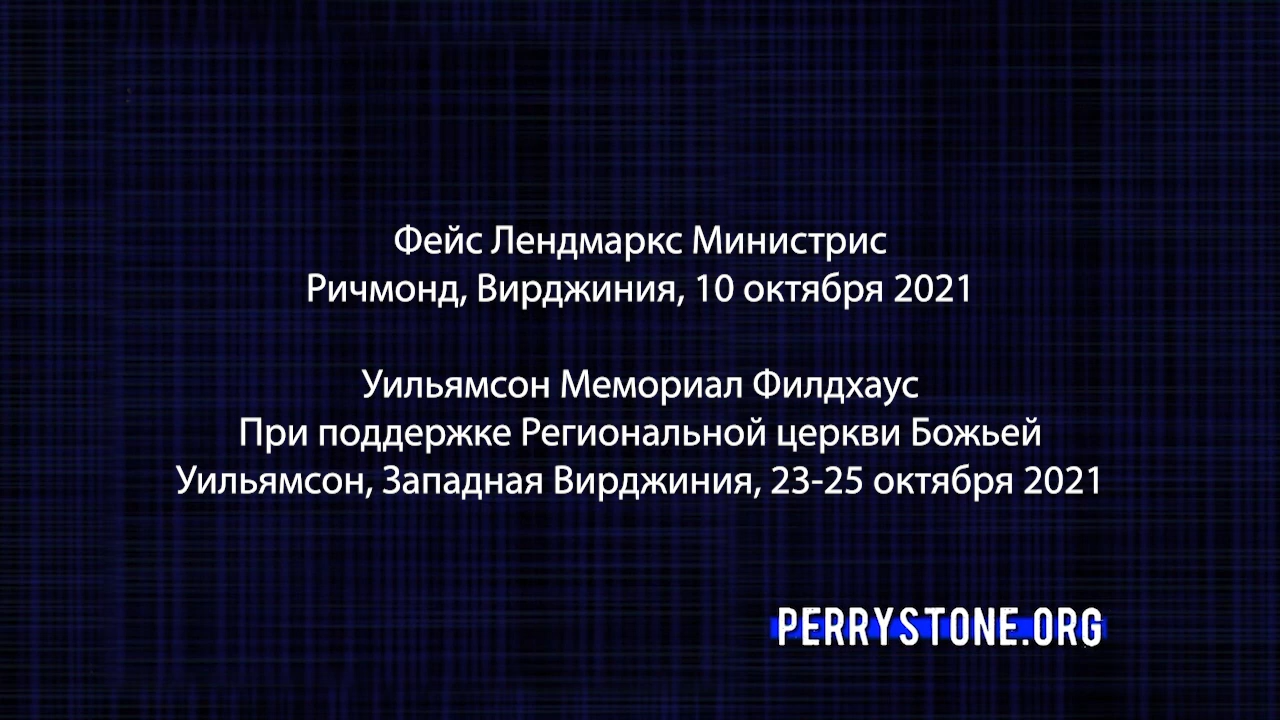 Фейс Лендмаркс Министрис
Ричмонд, Вирджиния, 10 октября 2021
Уильямсон Мемориал Филдхаус
При поддержке Региональной церкви Божьей
Уильямсон, Западная Вирджиния, 23-25 октября 2021
PERRYSTONE.ORG